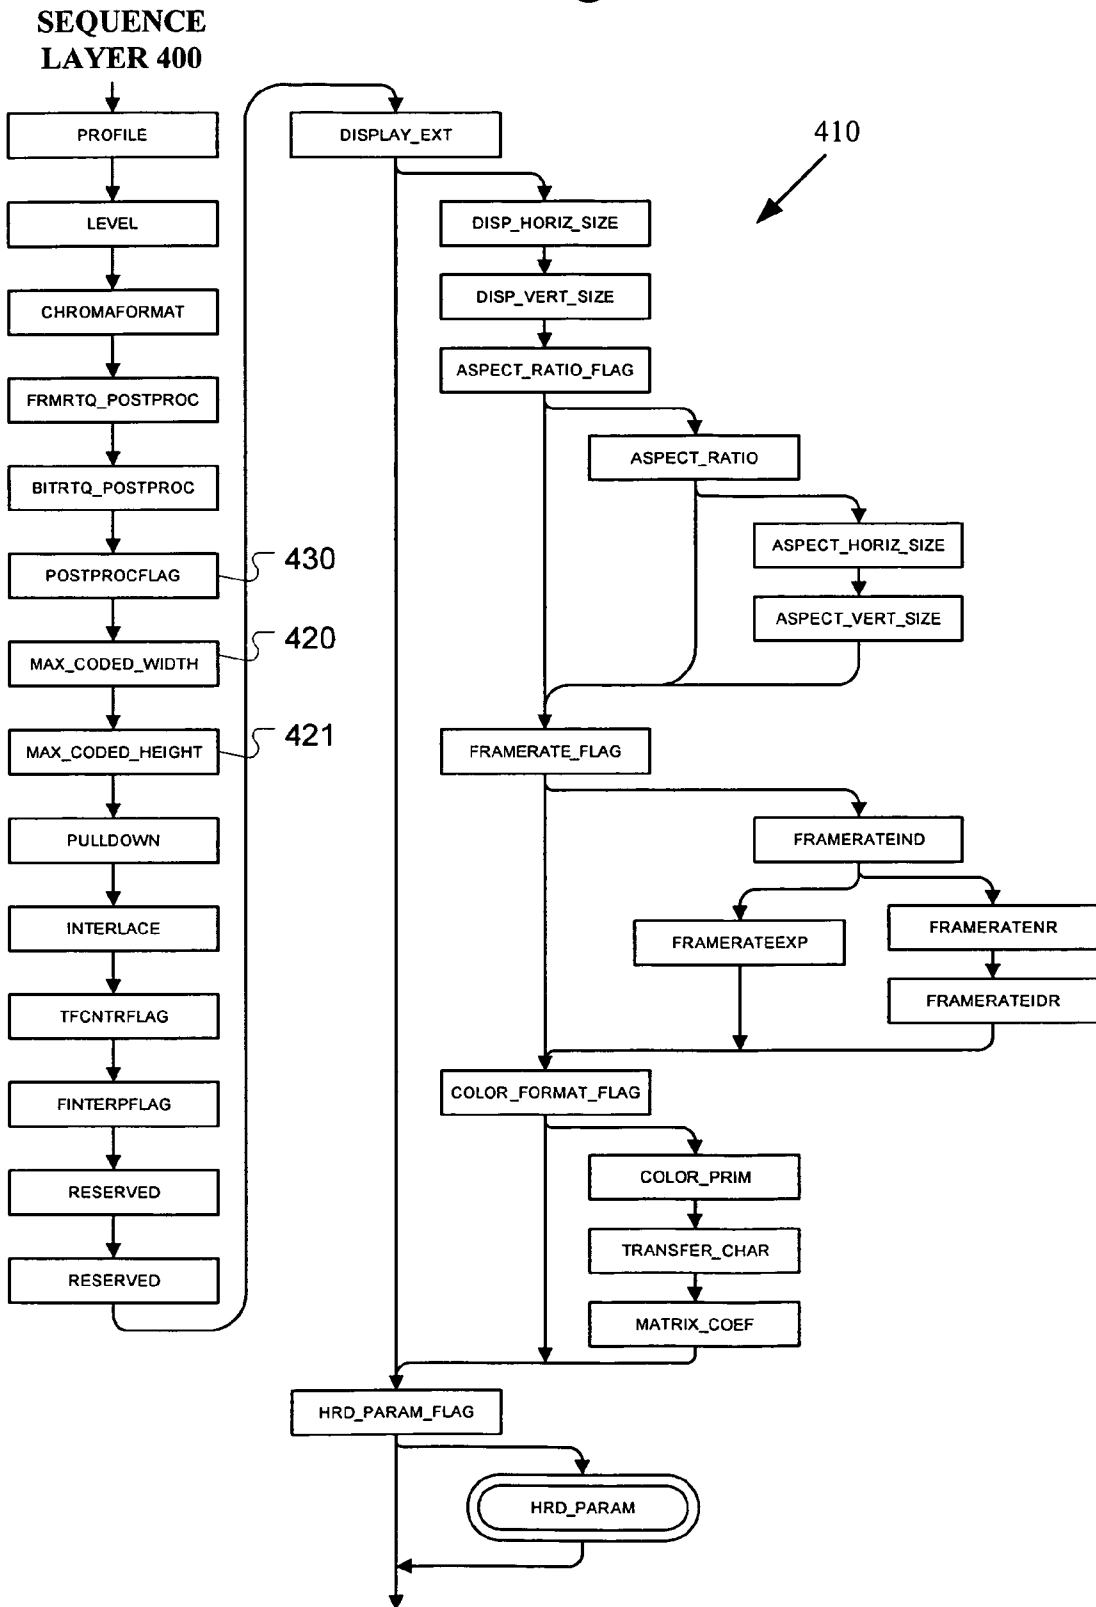 SEQUENCE
LAYER 400
PROFILE
LEVEL
CHROMAFORMAT
FRMRTQ_POSTPROC
BITRTQ_POSTPROC
POSTPROCFLAG
430
MAX_CODED_WIDTH
420
MAX_CODED_HEIGHT
421
PULLDOWN
INTERLACE
TFCNTRFLAG
FINTERPFLAG
RESERVED
RESERVED
DISPLAY_EXT
410
DISP_HORIZ_SIZE
DISP_VERT_SIZE
ASPECT_RATIO_FLAG
ASPECT_RATIO
ASPECT_HORIZ_SIZE
ASPECT_VERT_SIZE
FRAMERATE_FLAG
FRAMERATEIND
FRAMERATEEXP
FRAMERATENR
FRAMERATEIDR
COLOR_FORMAT_FLAG
COLOR_PRIM
TRANSFER_CHAR
MATRIX_COEF
HRD_PARAM_FLAG
HRD_PARAM